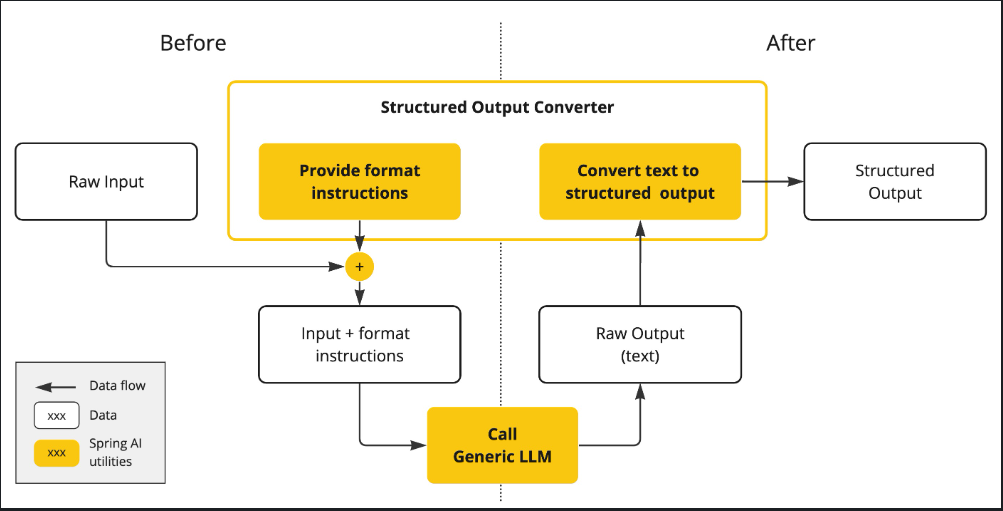 Before
After
Structured Output Converter
Raw Input
Provide format
instructions
Convert text to
structured output
Structured
Output
+
Input + format
instructions
Raw Output
(text)
Call
Generic LLM
Data flow
xxx
Data
xxx
Spring AI
utilities